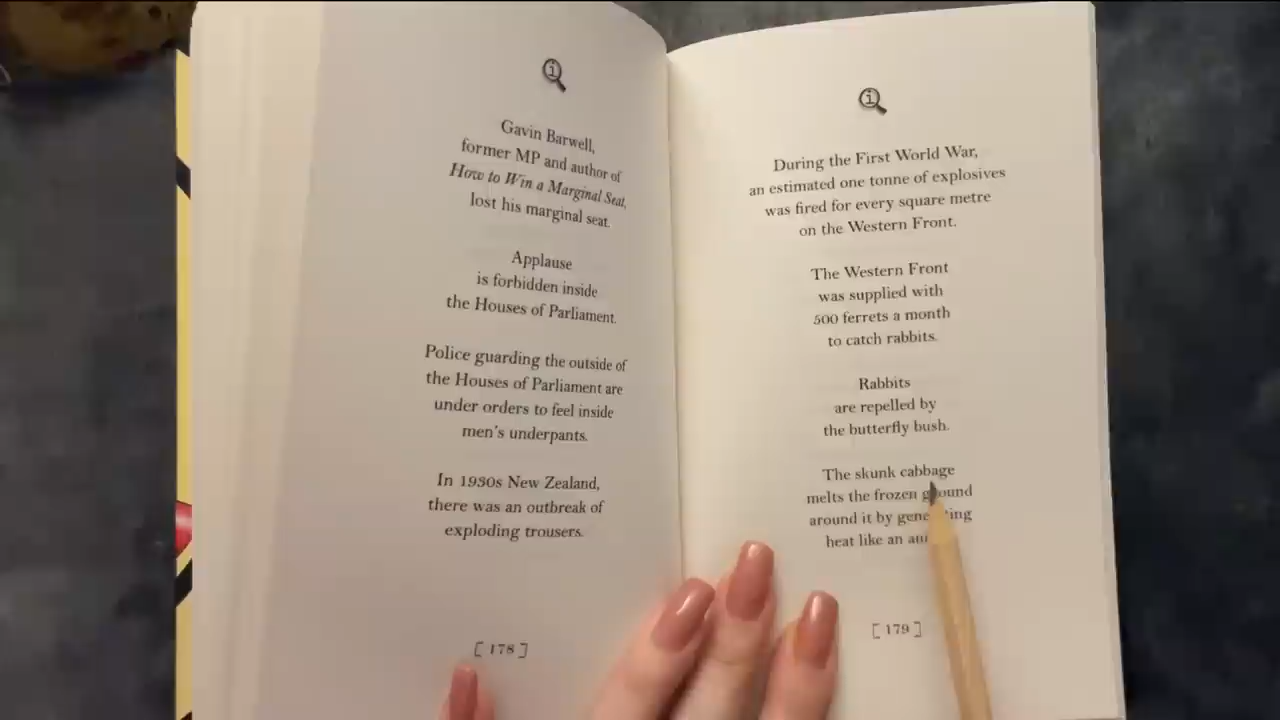 Gavin Barwell,
former MP and author of
How to Win a Marginal Seat,
lost his marginal seat.
Applause
is forbidden inside
the Houses of Parliament.
Police guarding the outside of
the Houses of Parliament are
under orders to feel inside
men's underpants.
In 1930s New Zealand,
there was an outbreak of
exploding trousers.
[ 178 ]
During the First World War,
an estimated one tonne of explosives
was fired for every square metre
on the Western Front.
The Western Front
was supplied with
500 ferrets a month
to catch rabbits.
Rabbits
are repelled by
the butterfly bush.
The skunk cabbage
melts the frozen ground
around it by generating
heat like an
[ 179 ]